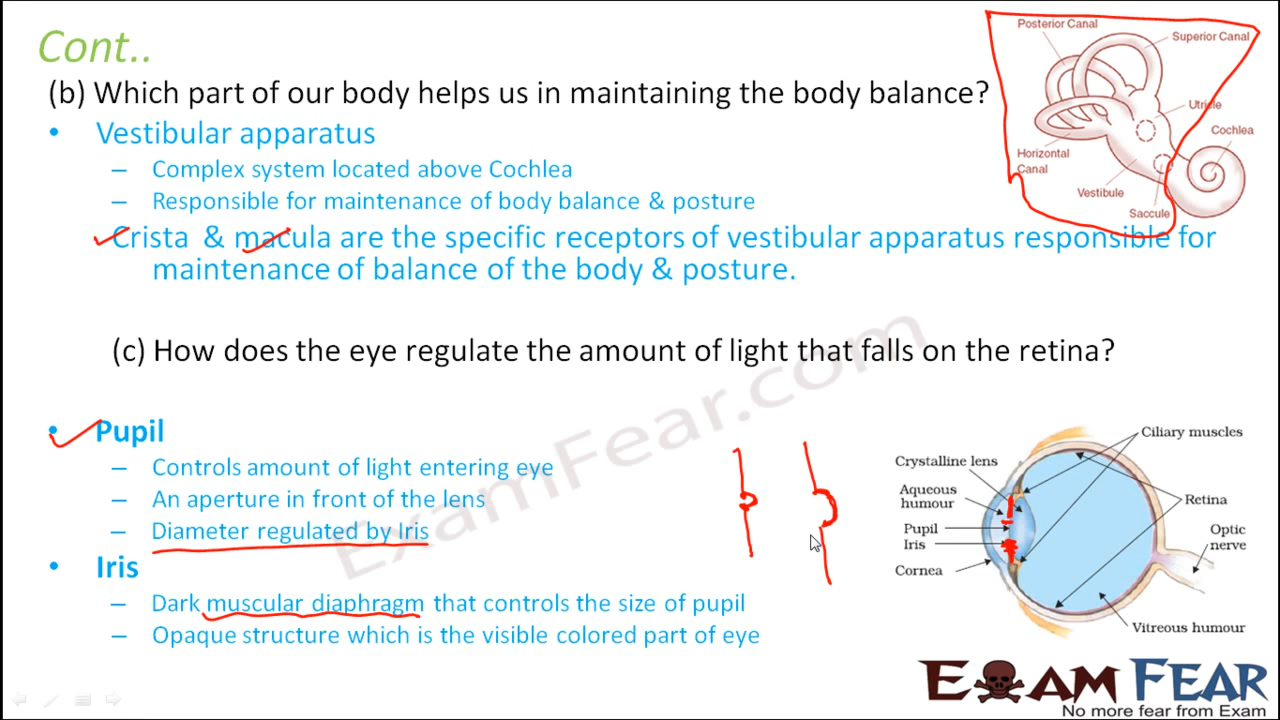 Cont..
(b) Which part of our body helps us in maintaining the body balance?
• Vestibular apparatus
– Complex system located above Cochlea
– Responsible for maintenance of body balance & posture
Crista & macula are the specific receptors of vestibular apparatus responsible for
maintenance of balance of the body & posture.
Posterior Canal
Superior Canal
Utricle
Cochlea
Horizontal
Canal
Vestibule
Saccule
(c) How does the eye regulate the amount of light that falls on the retina?
• Pupil
– Controls amount of light entering eye
– An aperture in front of the lens
– Diameter regulated by Iris
• Iris
– Dark muscular diaphragm that controls the size of pupil
– Opaque structure which is the visible colored part of eye
Ciliary muscles
Crystalline lens
Aqueous
humour
Pupil
Iris
Cornea
Retina
Optic
nerve
Vitreous humour
ExamFear.com
EXAM FEAR
No more fear from Exam